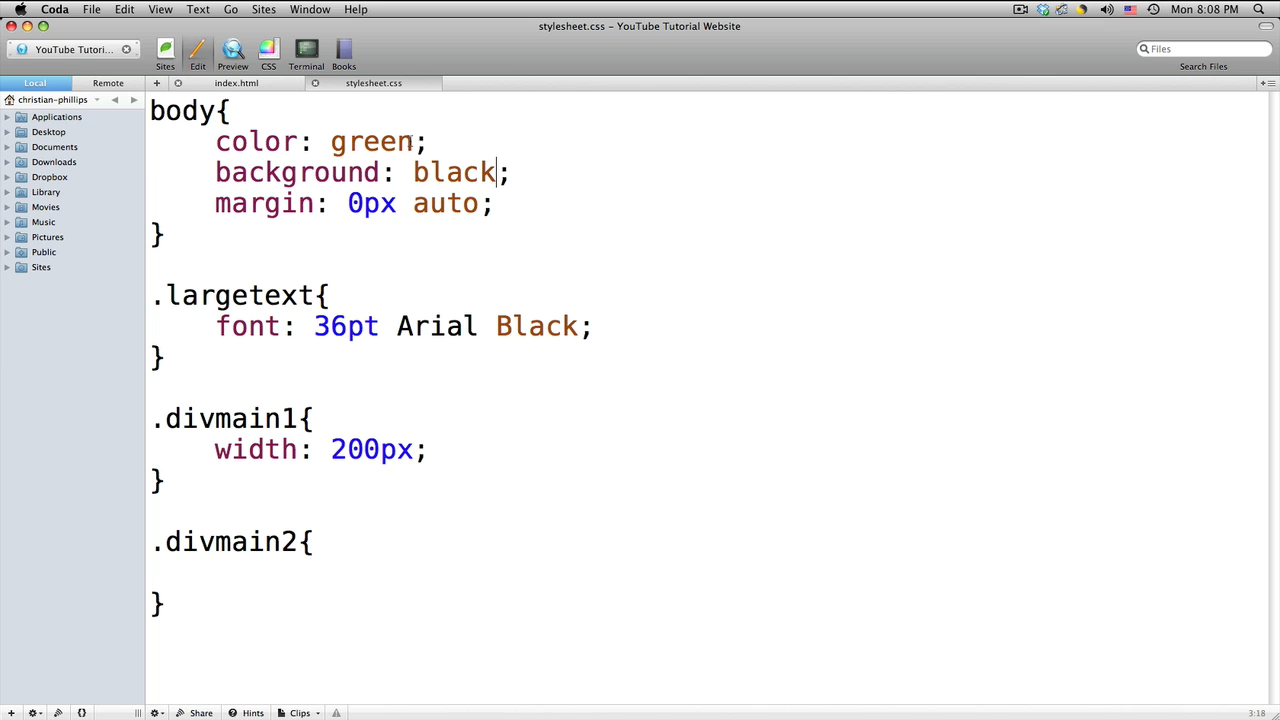 Coda File Edit View Text Go Sites Window Help Mon 8:08 PM
stylesheet.css – YouTube Tutorial Website
YouTube Tutori... Files
Sites Edit Preview CSS Terminal Books Search Files
Local Remote index.html stylesheet.css
christian-phillips
Applications
Desktop
Documents
Downloads
Dropbox
Library
Movies
Music
Pictures
Public
Sites
body{
color: green;
background: black;
margin: 0px auto;
}
.largetext{
font: 36pt Arial Black;
}
.divmain1{
width: 200px;
}
.divmain2{
}
Share Hints Clips 3:18